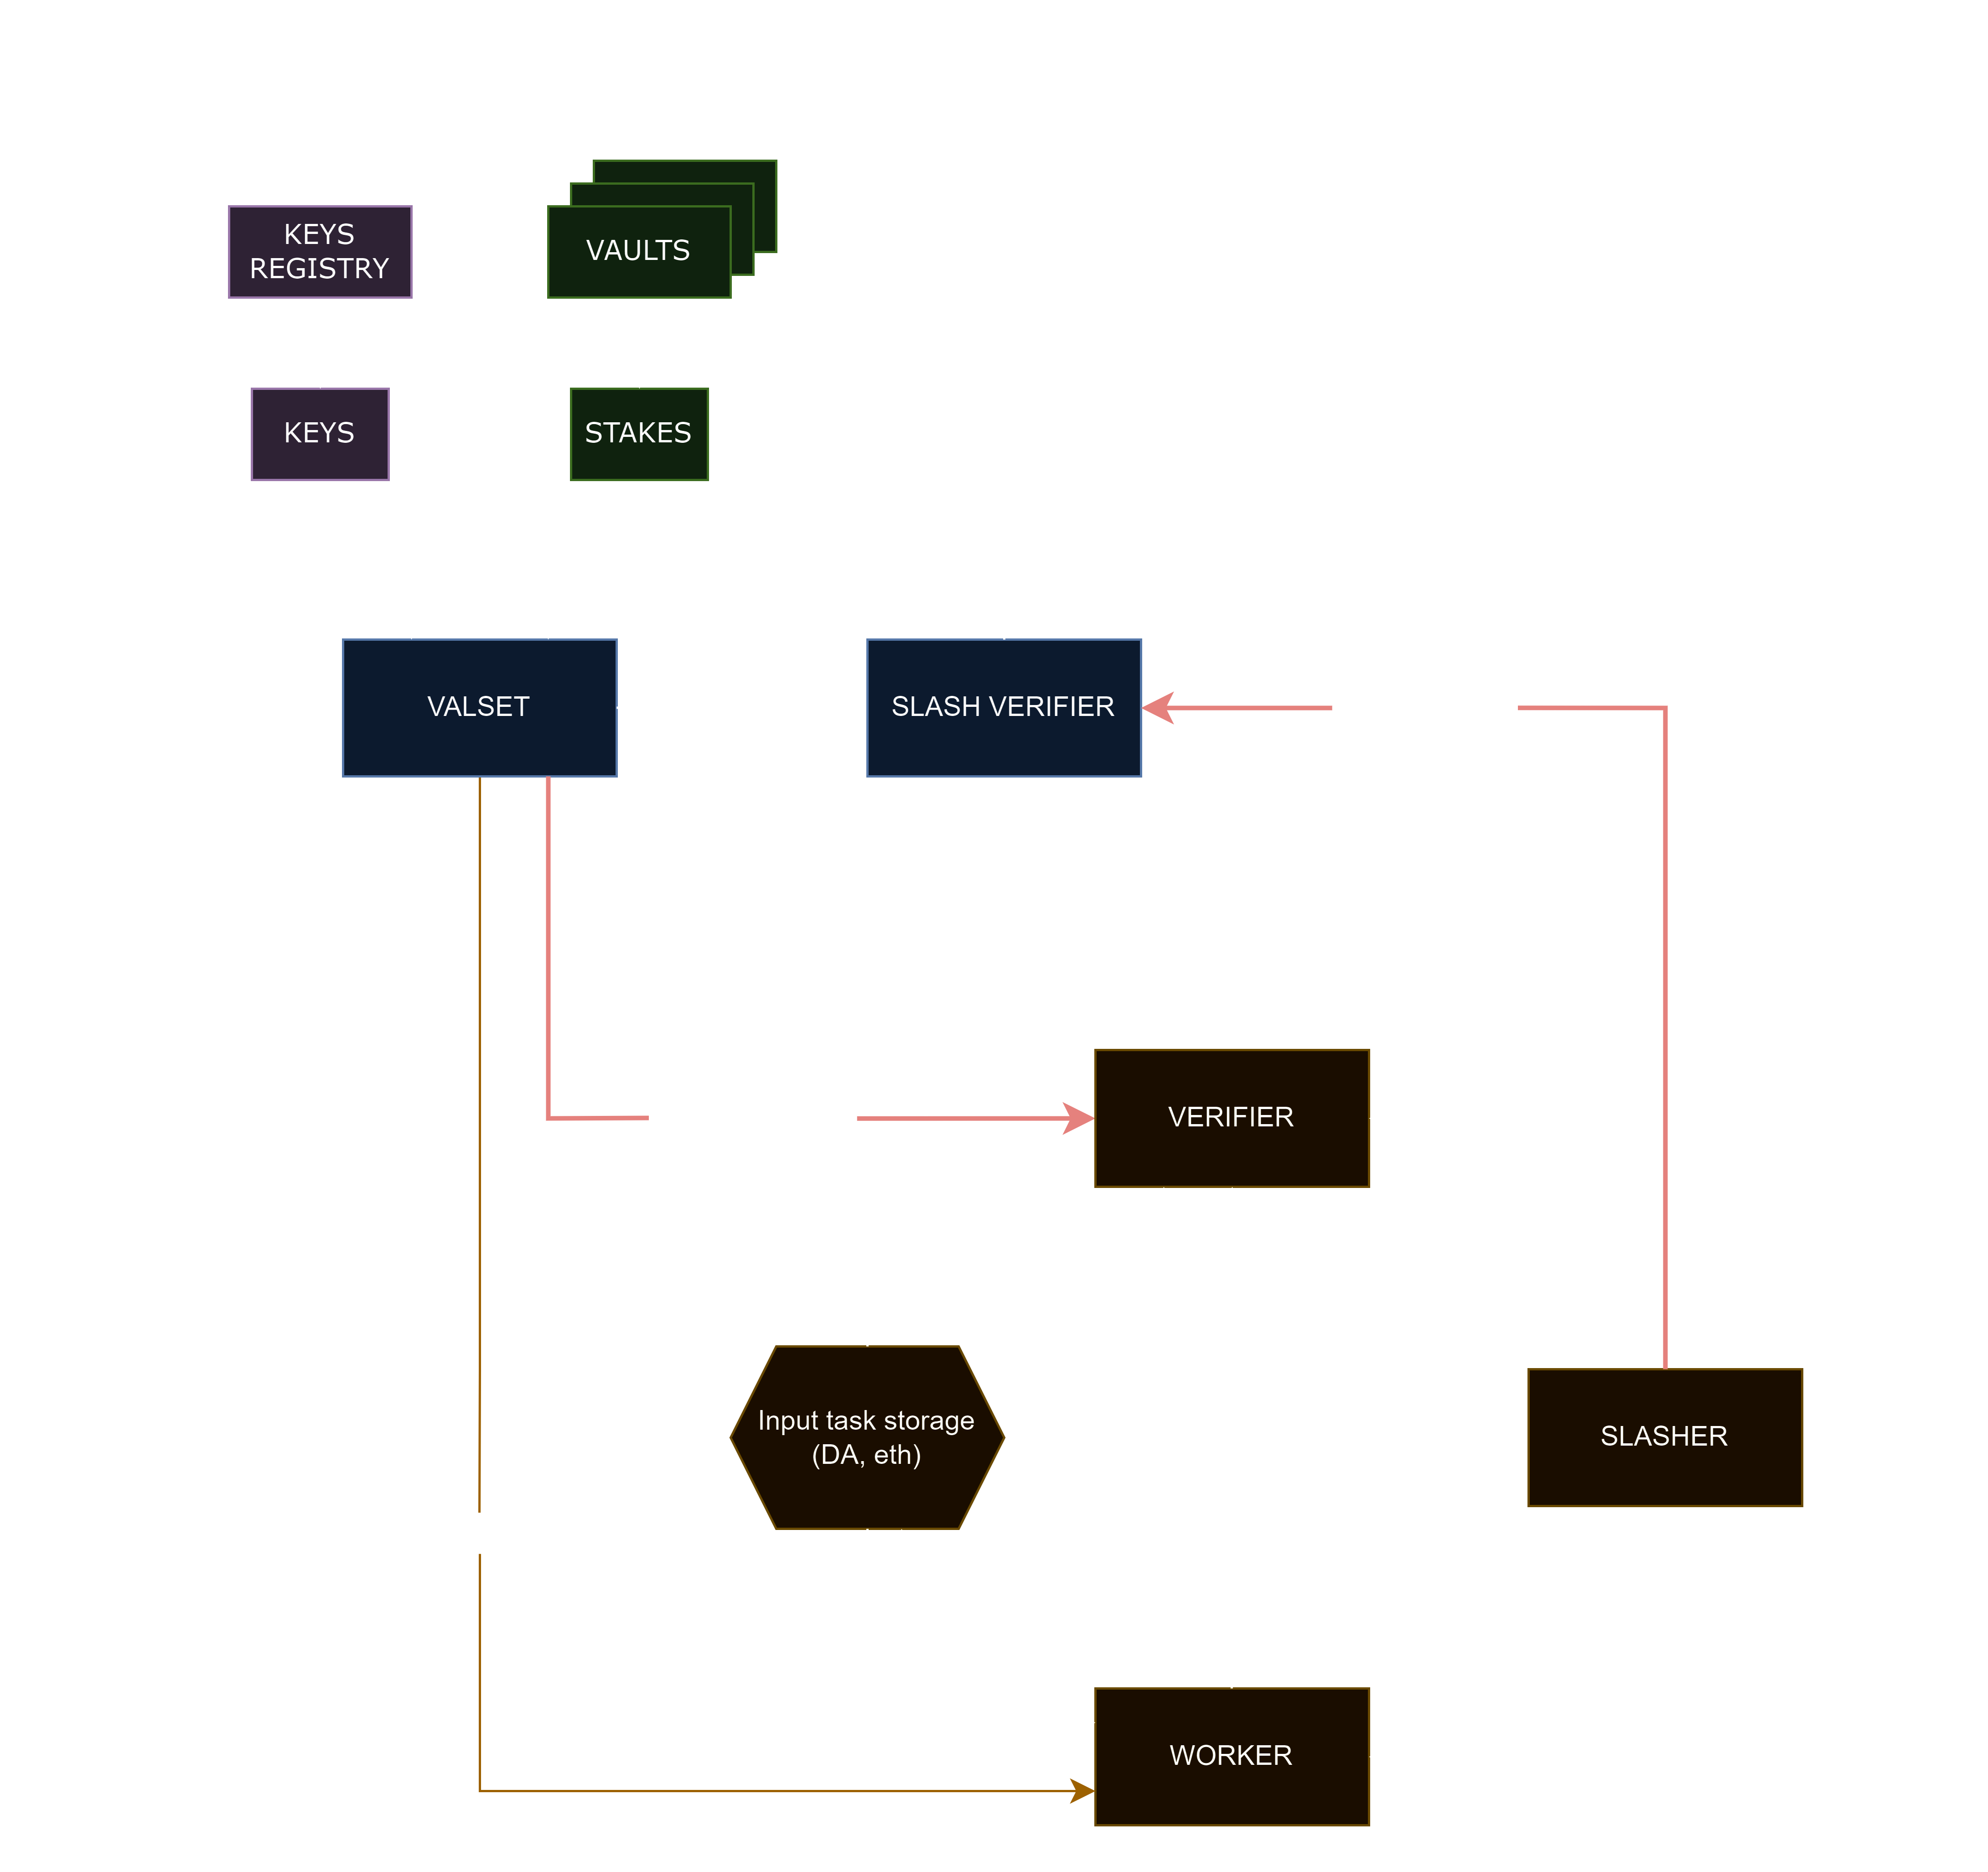 KEYS
REGISTRY
VAULTS
KEYS
STAKES
VALSET
SLASH VERIFIER
VERIFIER
Input task storage
(DA, eth)
SLASHER
WORKER